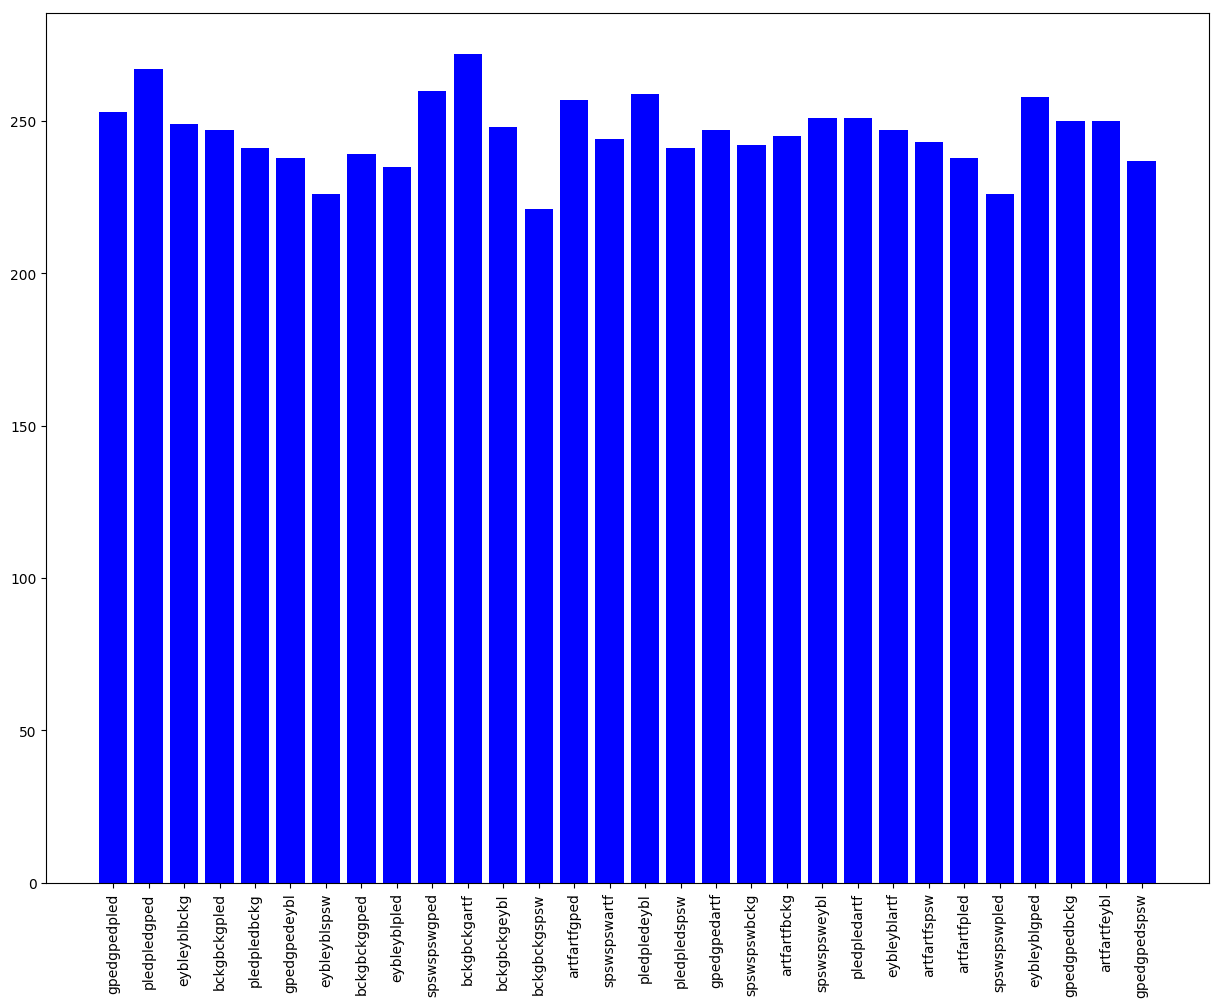 250
200
150
100
50
0
gpedgpedpled
pledpledgped
eybleyblbckg
bckgbckgpled
pledpledbckg
gpedgpedeybl
eybleyblspsw
bckgbckggped
eybleyblpled
spswspswgped
bckgbckgartf
bckgbckgeybl
bckgbckgspsw
artfartfgped
spswspswartf
pledpledeybl
pledpledspsw
gpedgpedartf
spswspswbckg
artfartfbckg
spswspsweybl
pledpledartf
eybleyblartf
artfartfspsw
artfartfpled
spswspswpled
eybleyblgped
gpedgpedbckg
artfartfeybl
gpedgpedspsw